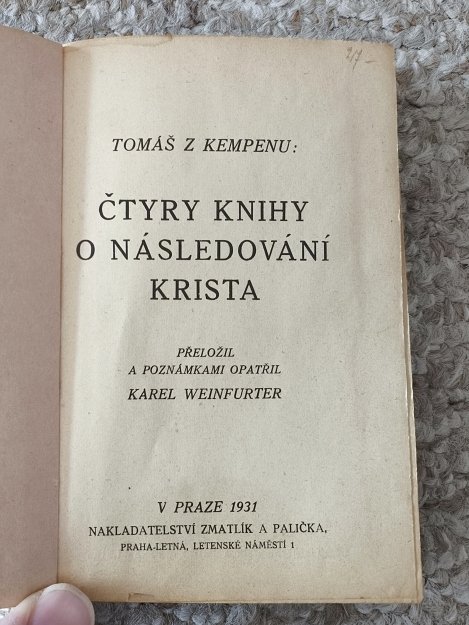 27-
TOMÁŠ Z KEMPENU:
ČTYRY KNIHY
O NÁSLEDOVÁNÍ
KRISTA
PŘELOŽIL
A POZNÁMKAMI OPATŘIL
KAREL WEINFURTER
V PRAZE 1931
NAKLADATELSTVÍ ZMATLÍK A PALIČKA,
PRAHA-LETNÁ, LETENSKÉ NÁMĚSTÍ 1